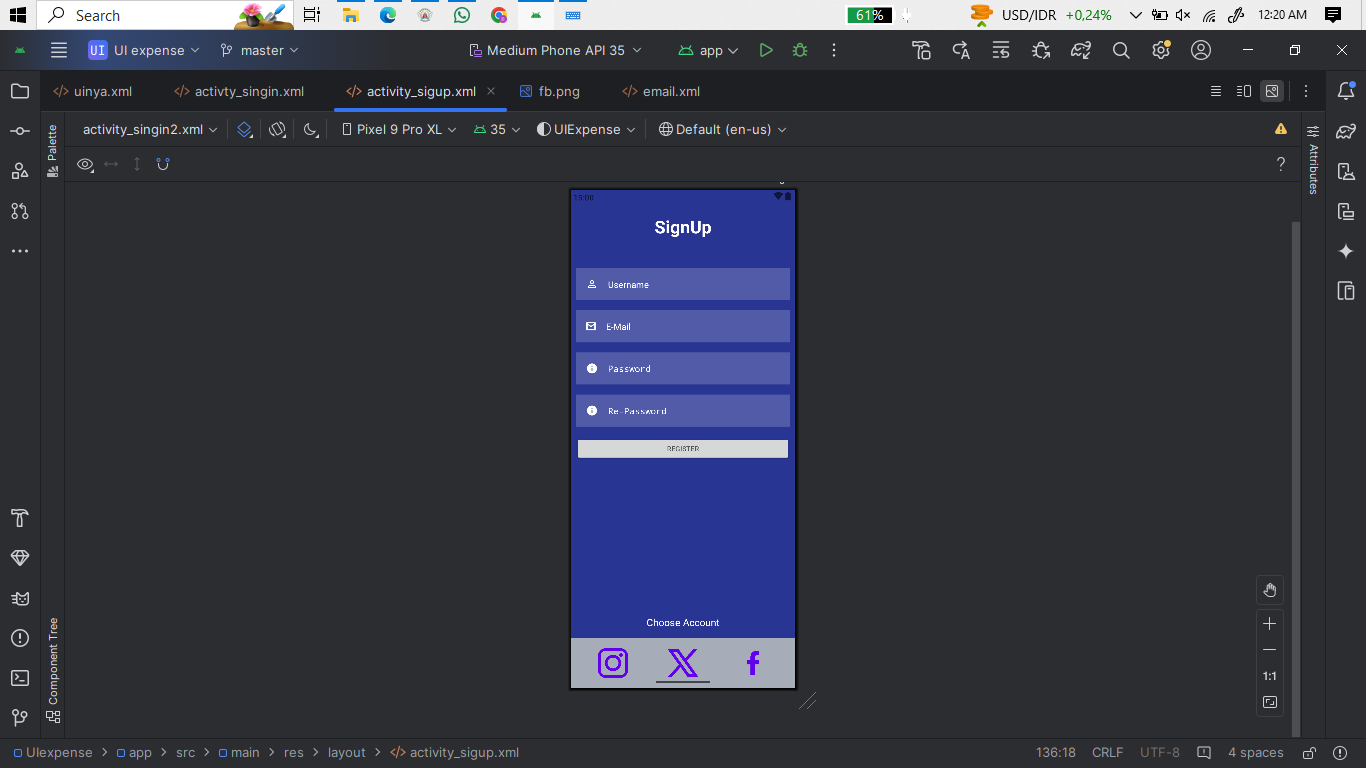 Search
61%
USD/IDR +0,24%
12:20 AM
UI UI expense
master
Medium Phone API 35
app
uinya.xml
activty_singin.xml
activity_sigup.xml
fb.png
email.xml
activity_singin2.xml
Pixel 9 Pro XL
35
UIExpense
Default (en-us)
?
Palette
Attributes
15:00
SignUp
Username
E-Mail
Password
Re-Password
REGISTER
Choose Account
Component Tree
1:1
UIexpense > app > src > main > res > layout > activity_sigup.xml
136:18 CRLF UTF-8 4 spaces